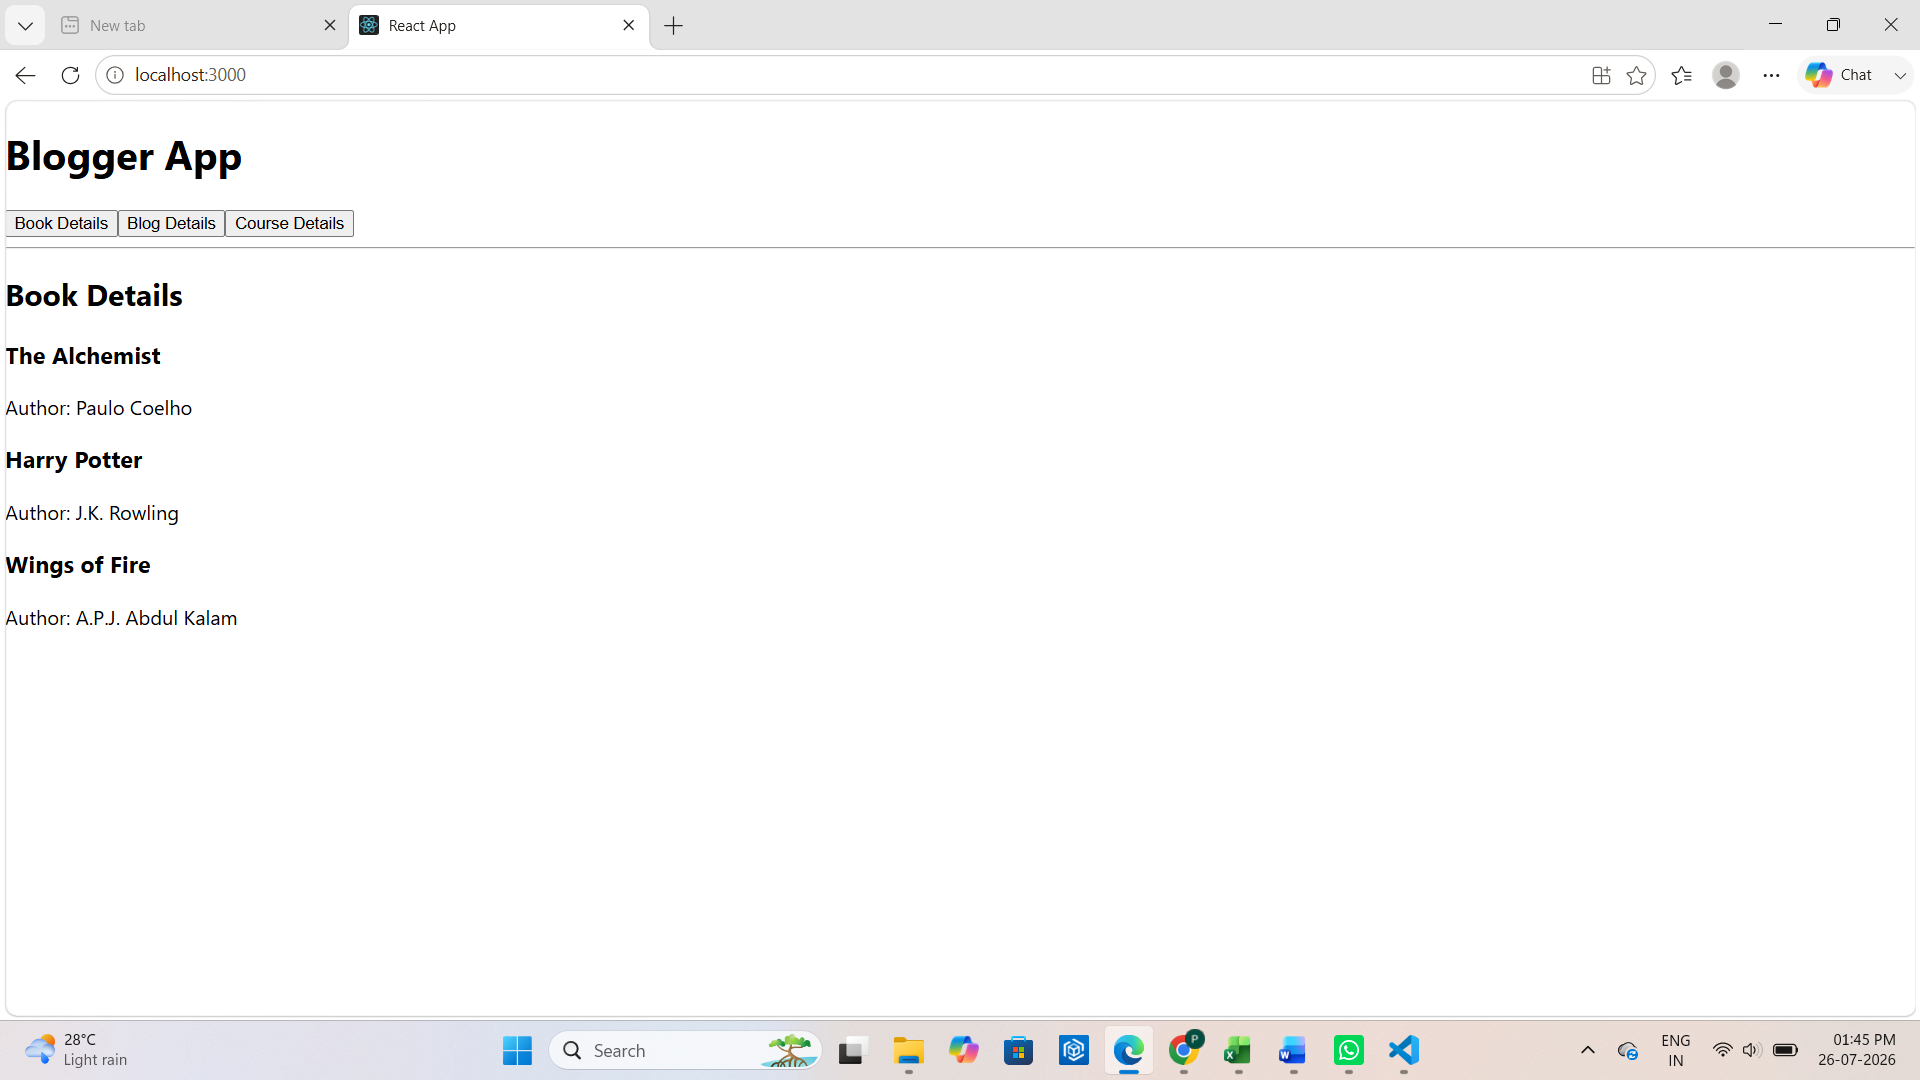 New tab
React App
localhost:3000
Chat
Blogger App
Book Details Blog Details Course Details
Book Details
The Alchemist
Author: Paulo Coelho
Harry Potter
Author: J.K. Rowling
Wings of Fire
Author: A.P.J. Abdul Kalam
28°C
Light rain
Search
P
ENG
IN
01:45 PM
26-07-2026